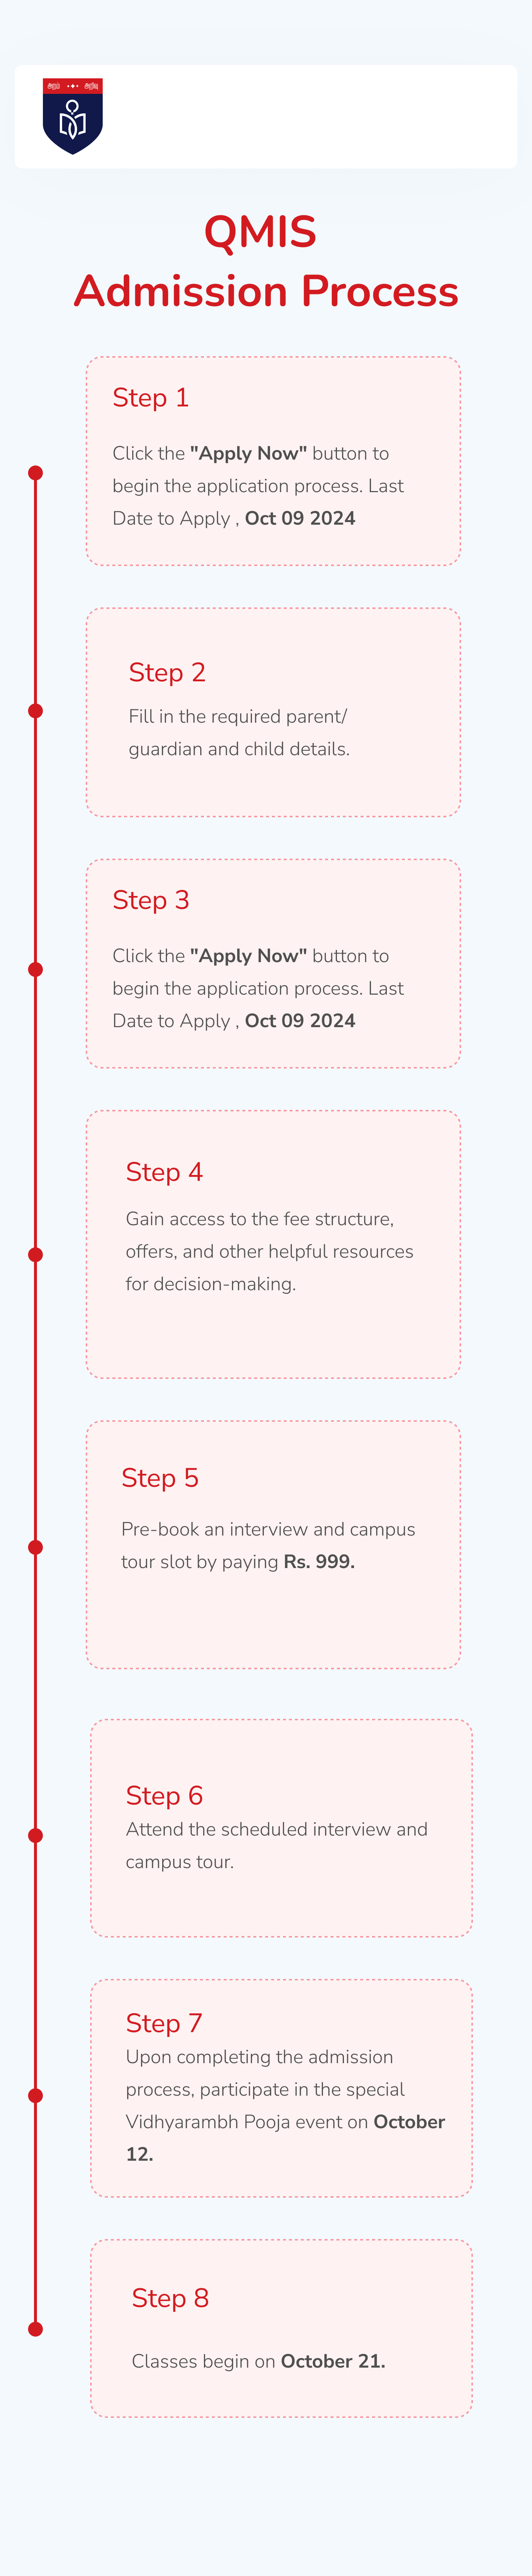 அறம் அறிவு
QMIS
Admission Process
Step 1
Click the "Apply Now" button to
begin the application process. Last
Date to Apply , Oct 09 2024
Step 2
Fill in the required parent/
guardian and child details.
Step 3
Click the "Apply Now" button to
begin the application process. Last
Date to Apply , Oct 09 2024
Step 4
Gain access to the fee structure,
offers, and other helpful resources
for decision-making.
Step 5
Pre-book an interview and campus
tour slot by paying Rs. 999.
Step 6
Attend the scheduled interview and
campus tour.
Step 7
Upon completing the admission
process, participate in the special
Vidhyarambh Pooja event on October
12.
Step 8
Classes begin on October 21.